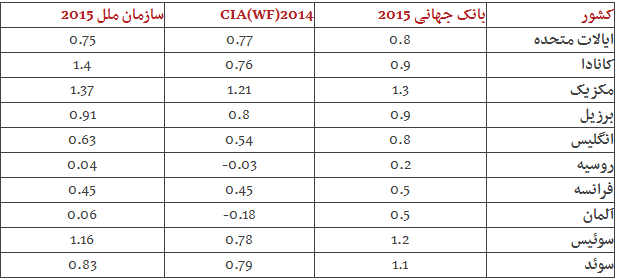 کشور بانک جهانی 2015 CIA(WF)2014 سازمان ملل 2015
ایالات متحده 0.8 0.77 0.75
کانادا 0.9 0.76 1.4
مکزیک 1.3 1.21 1.37
برزیل 0.9 0.8 0.91
انگلیس 0.8 0.54 0.63
روسیه 0.2 -0.03 0.04
فرانسه 0.5 0.45 0.45
آلمان 0.5 -0.18 0.06
سوئیس 1.2 0.78 1.16
سوئد 1.1 0.79 0.83